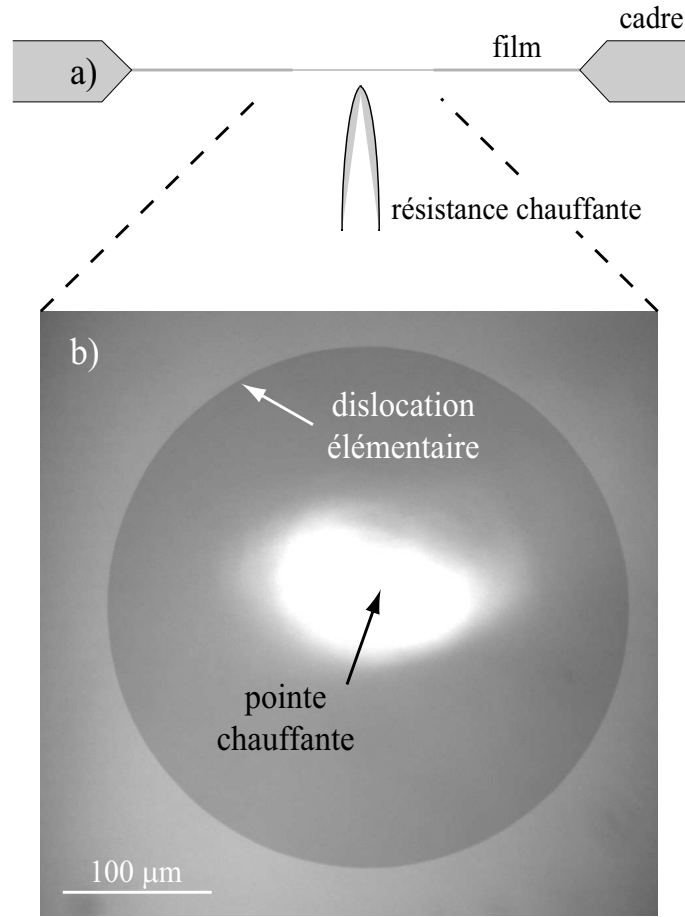 cadre
film
a)
résistance chauffante
b)
dislocation
élémentaire
pointe
chauffante
100 µm